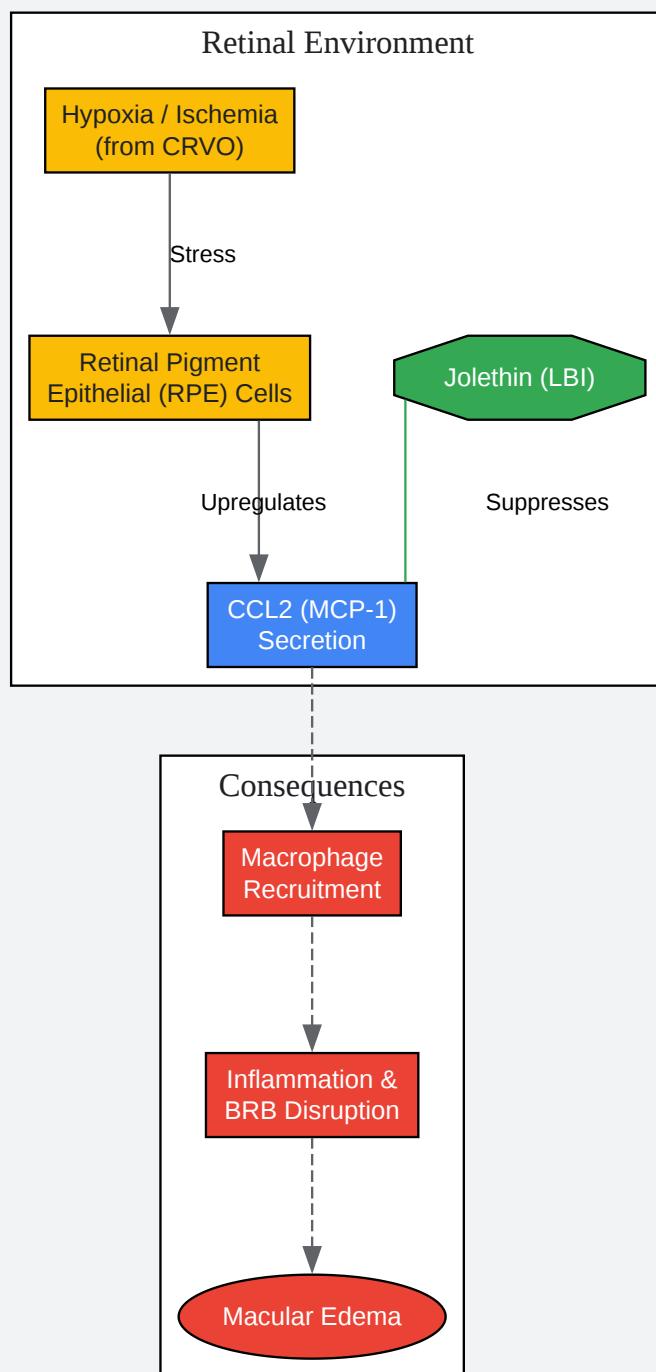 Retinal Environment
Hypoxia / Ischemia
(from CRVO)
Stress
Retinal Pigment
Epithelial (RPE) Cells
Jolethin (LBI)
Upregulates
Suppresses
CCL2 (MCP-1)
Secretion
Consequences
Macrophage
Recruitment
Inflammation &
BRB Disruption
Macular Edema